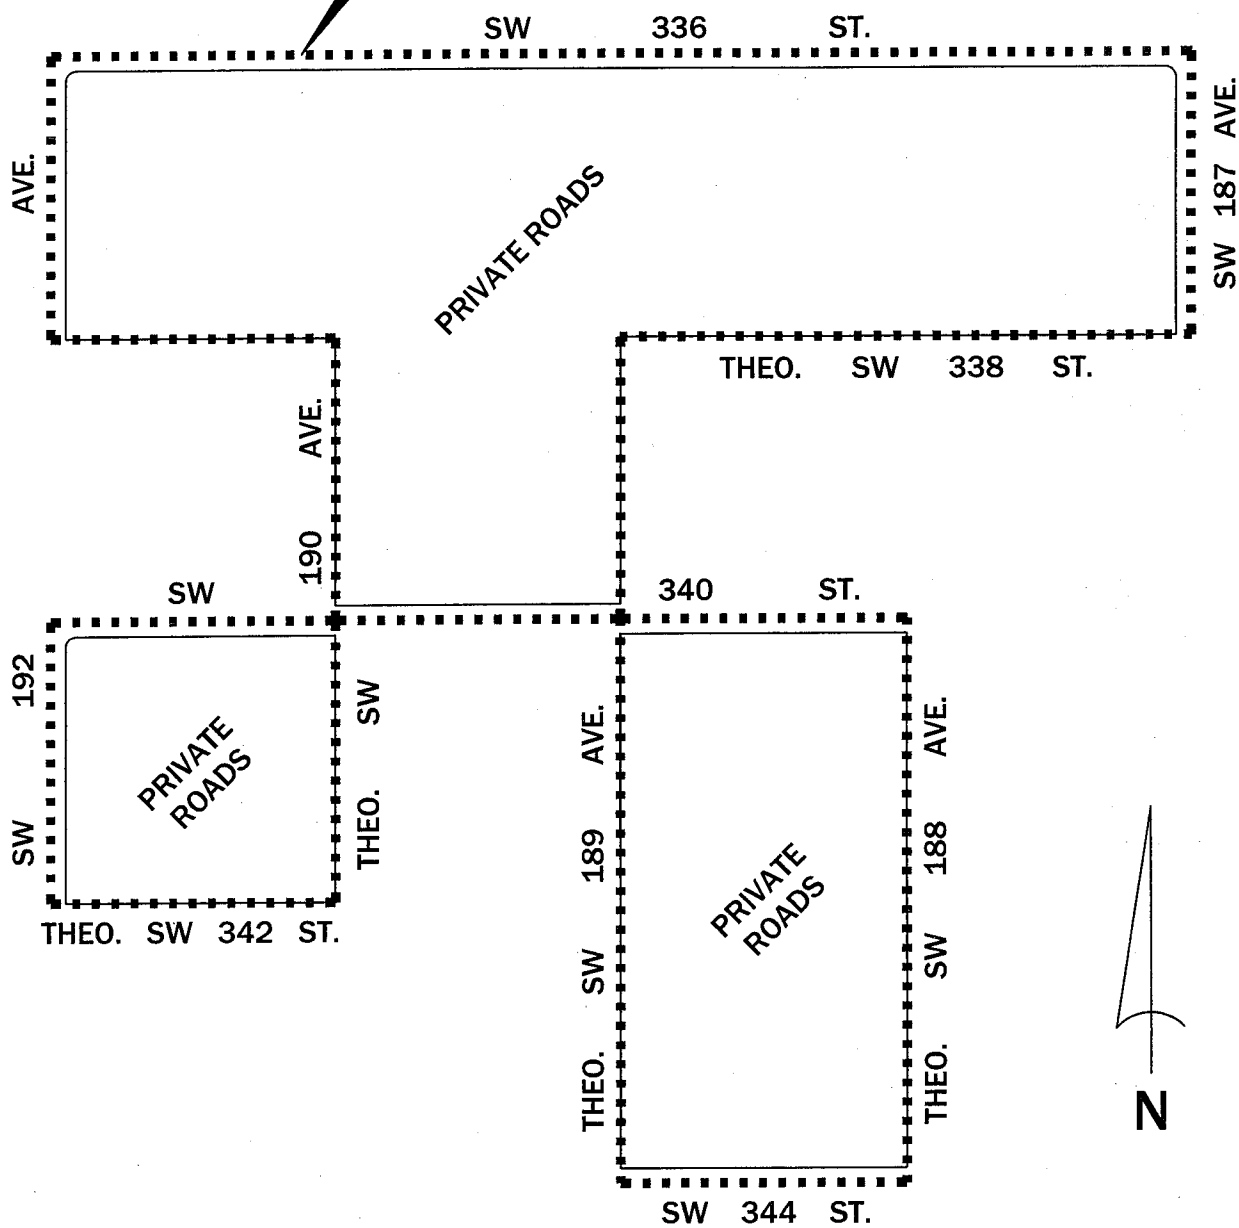 SW 336 ST.
SW 187 AVE.
SW 192 AVE.
PRIVATE ROADS
THEO. SW 338 ST.
THEO. SW 190 AVE.
SW 340 ST.
PRIVATE
ROADS
THEO. SW 189 AVE.
PRIVATE
ROADS
THEO. SW 188 AVE.
THEO. SW 342 ST.
N
SW 344 ST.